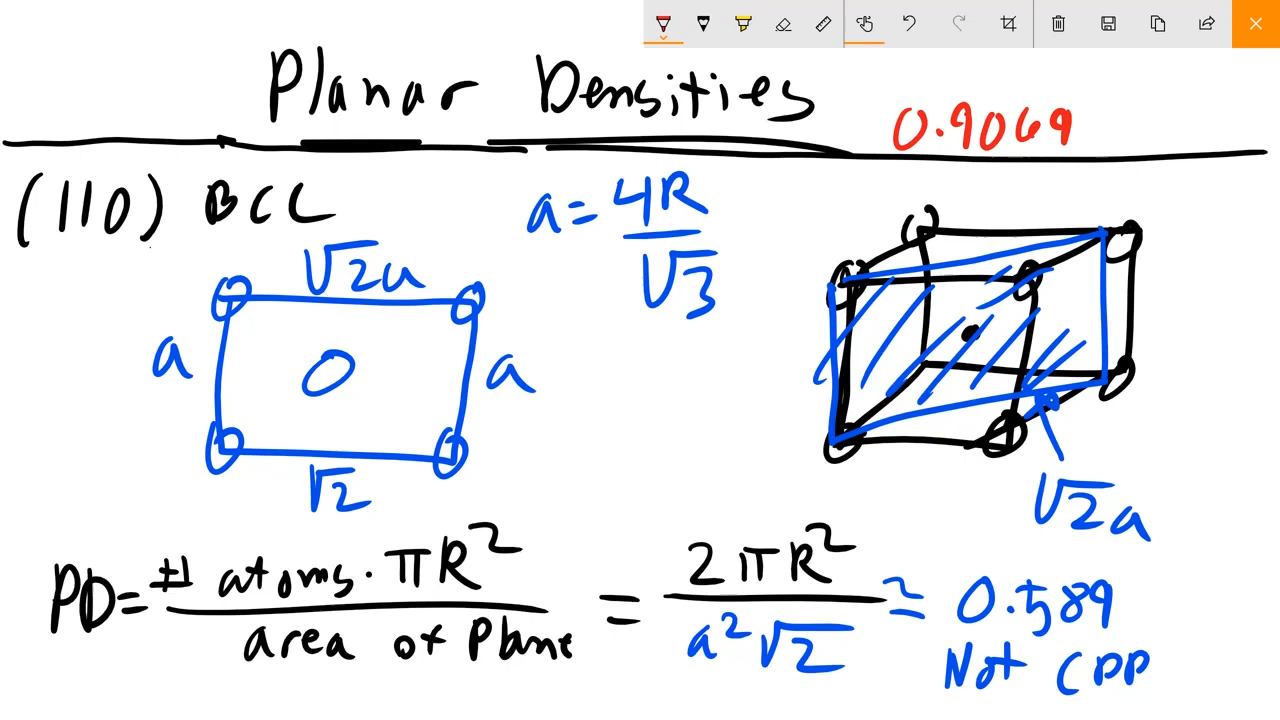 Planar Densities
0.9069
(110) BCC
a = 4R / √3
√2a
a
a
√2
√2a
PD = # atoms · πR² / area of Plane = 2πR² / a²√2 ≃ 0.589
Not CPP